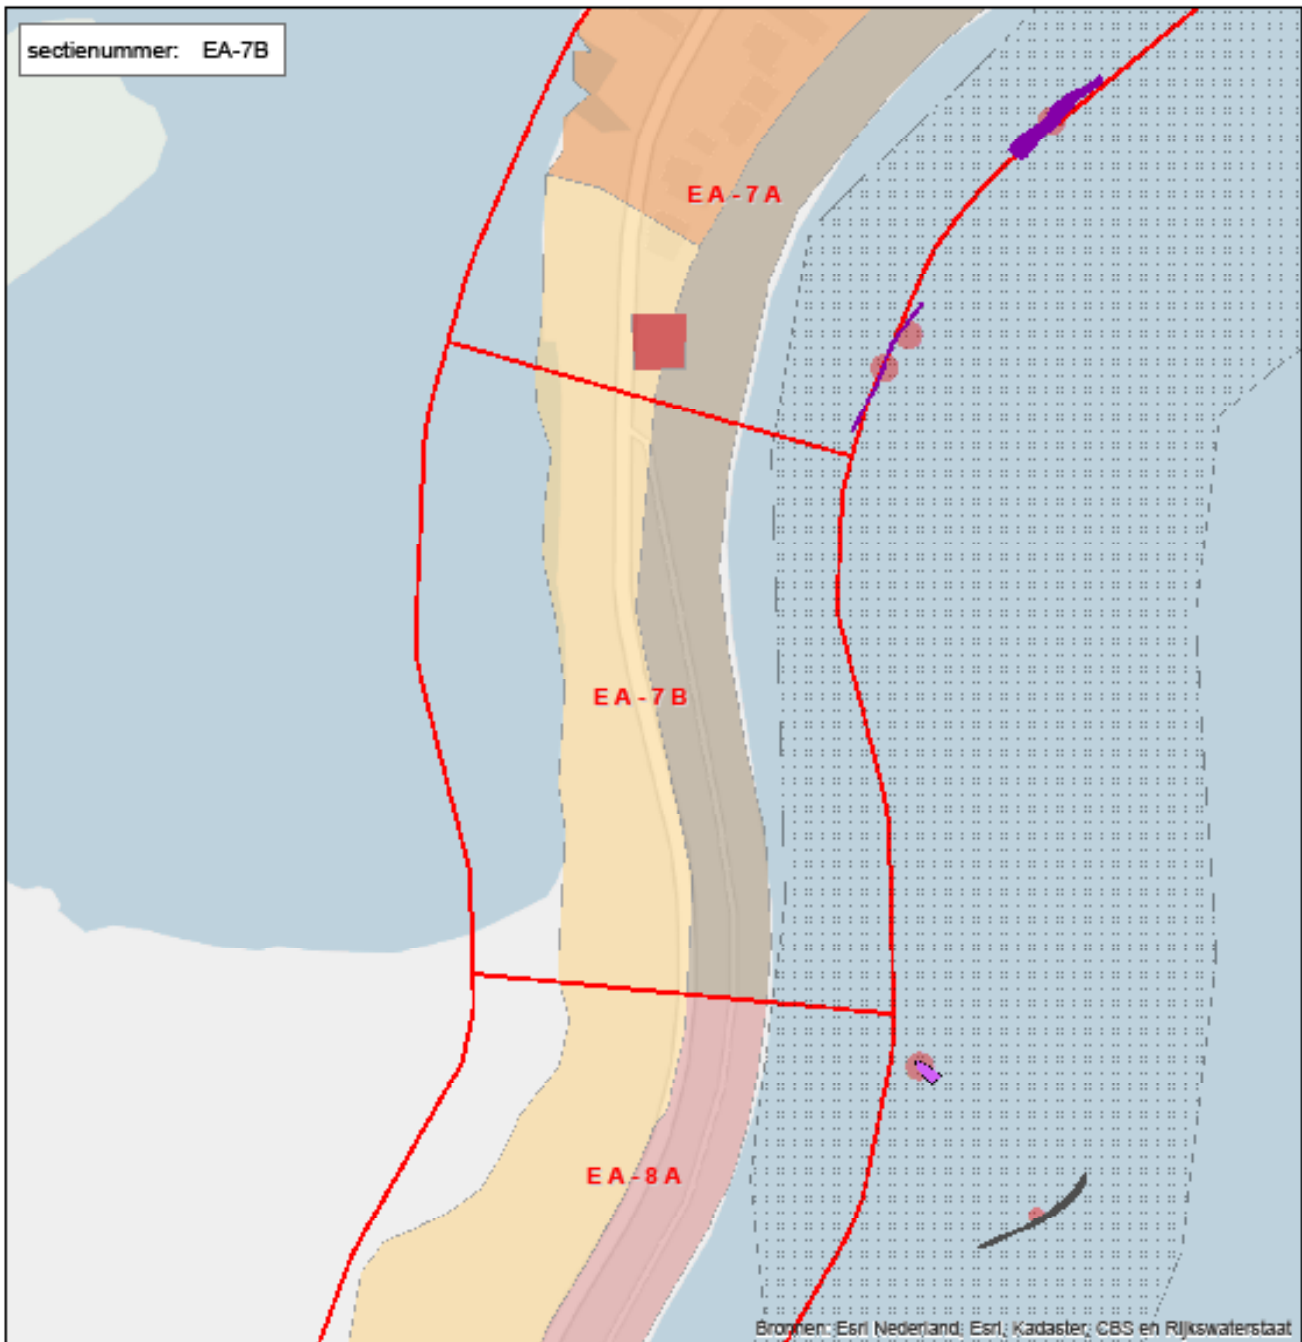 sectienummer: EA-7B
EA-7A
EA-7B
EA-8A
Bronnen: Esri Nederland, Esri, Kadaster, CBS en Rijkswaterstaat